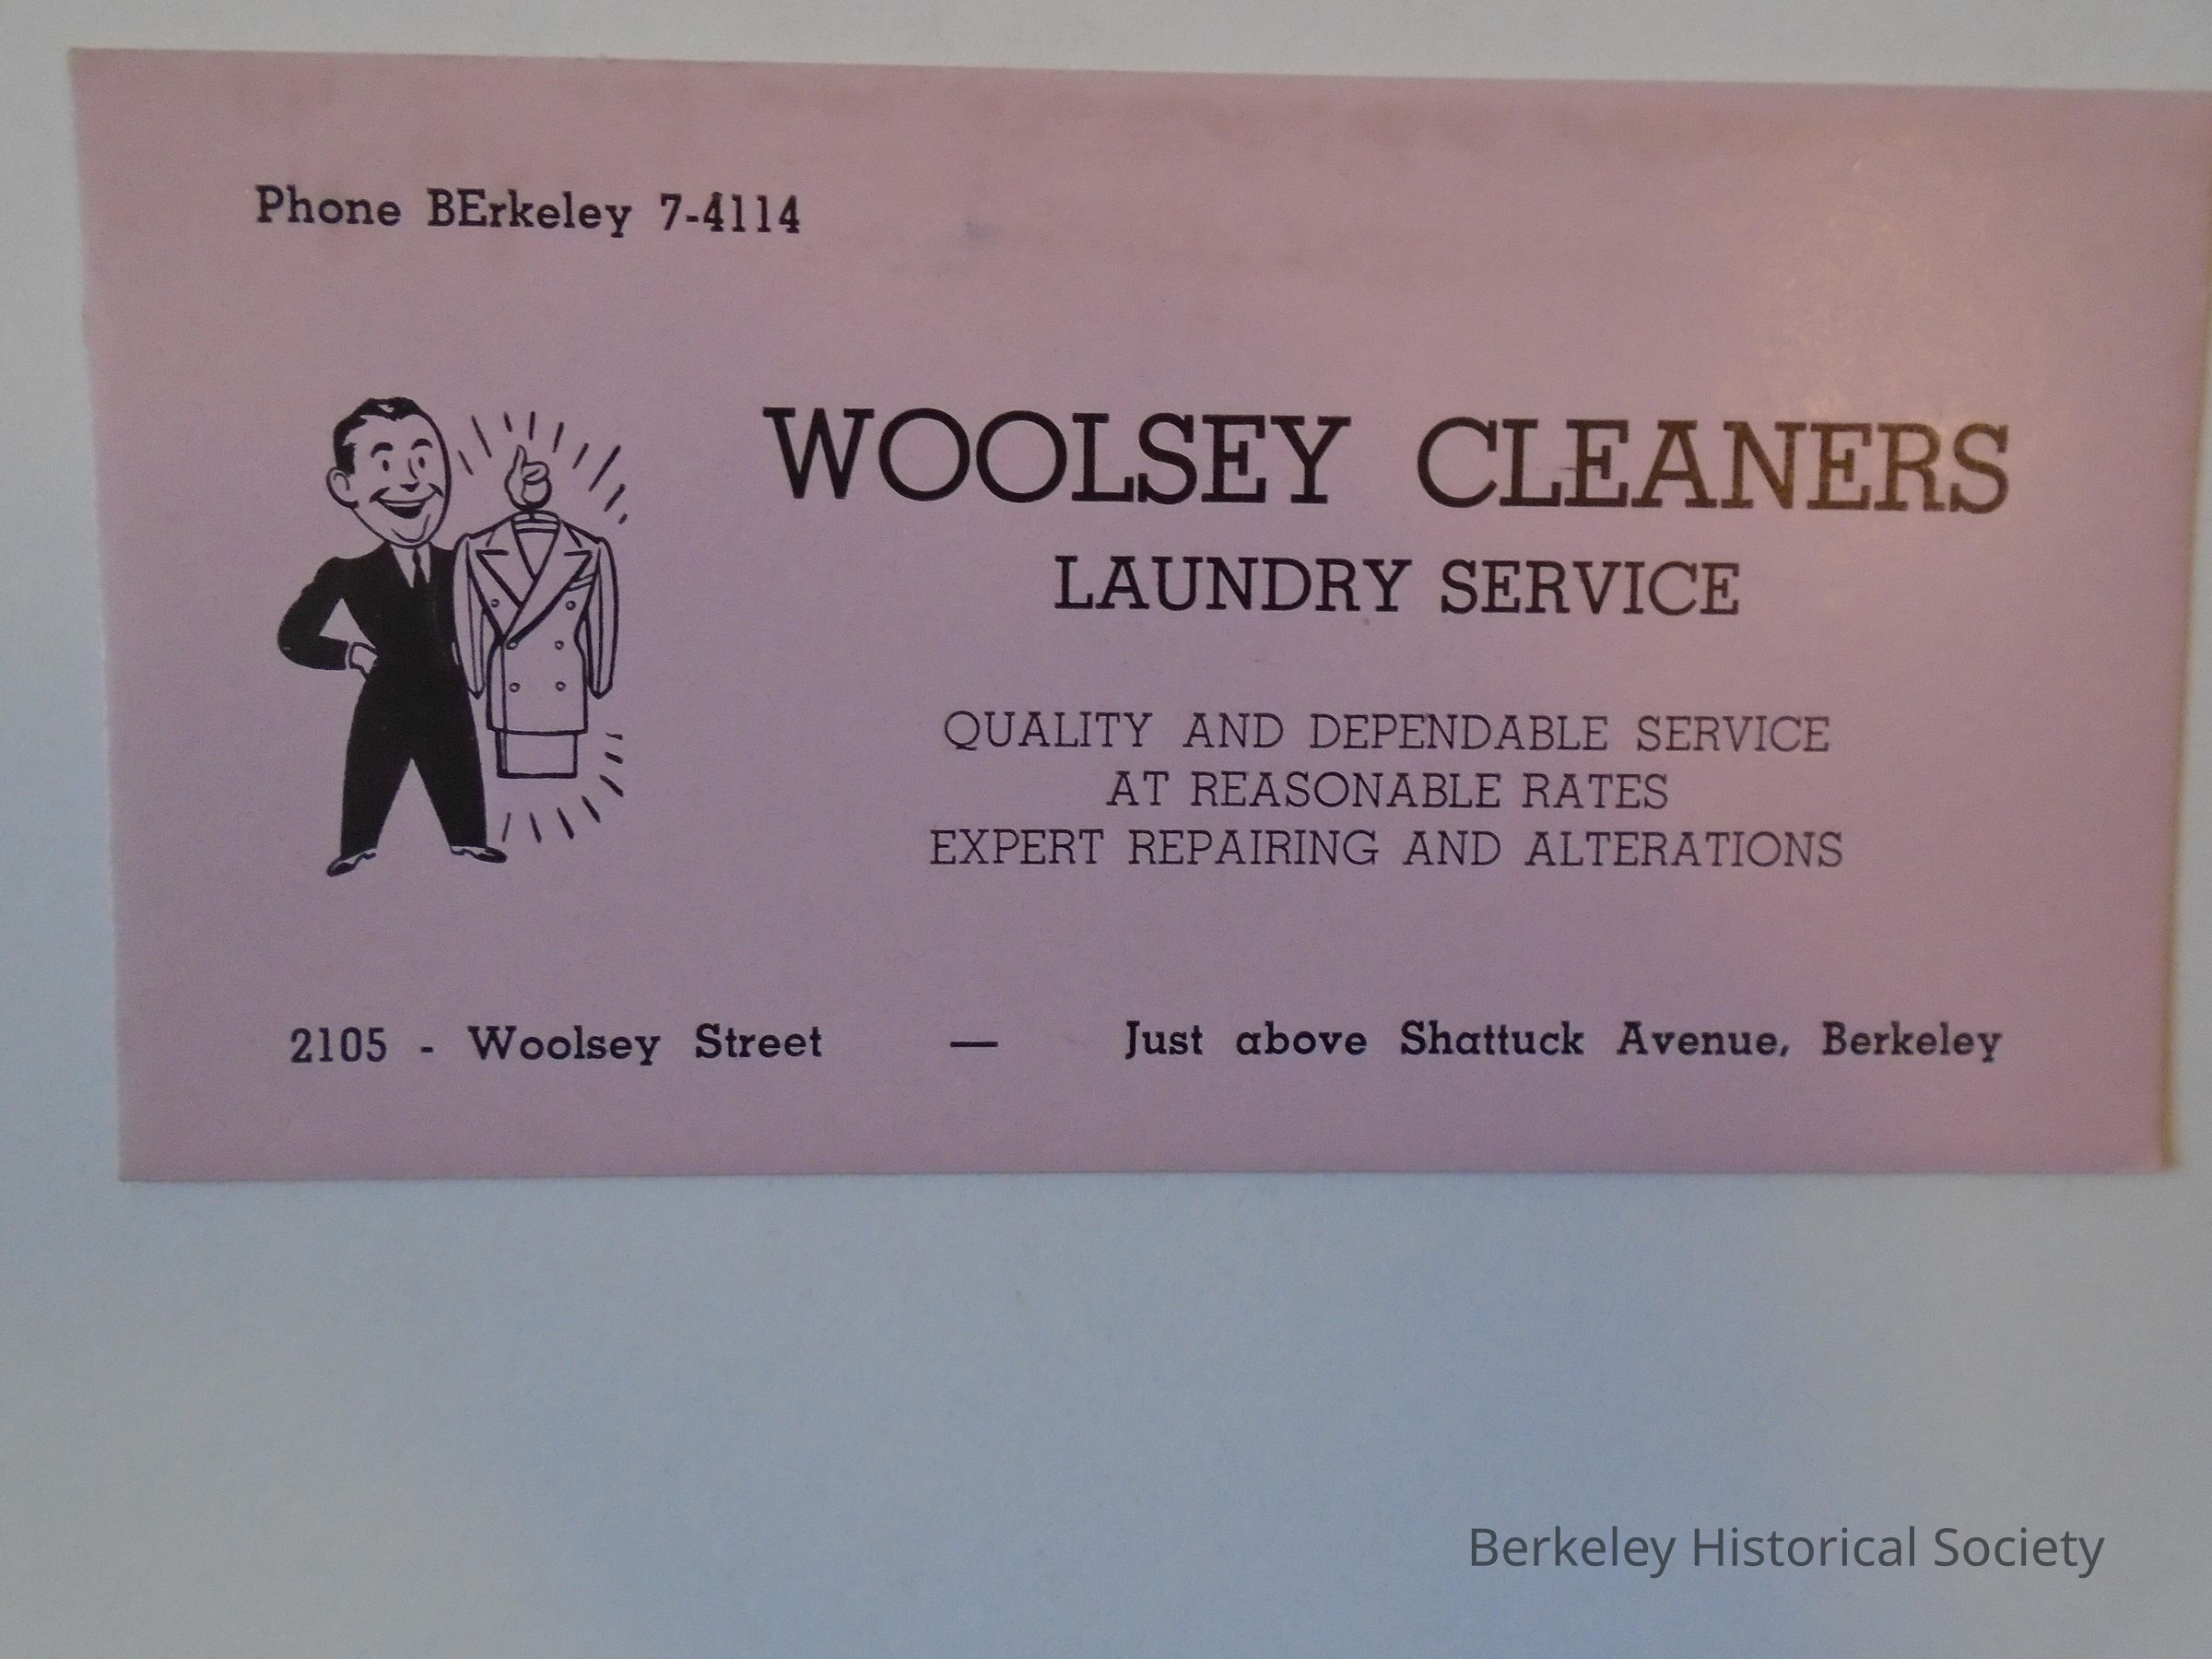 Phone BErkeley 7-4114
WOOLSEY CLEANERS
LAUNDRY SERVICE
QUALITY AND DEPENDABLE SERVICE
AT REASONABLE RATES
EXPERT REPAIRING AND ALTERATIONS
2105 - Woolsey Street — Just above Shattuck Avenue, Berkeley
Berkeley Historical Society